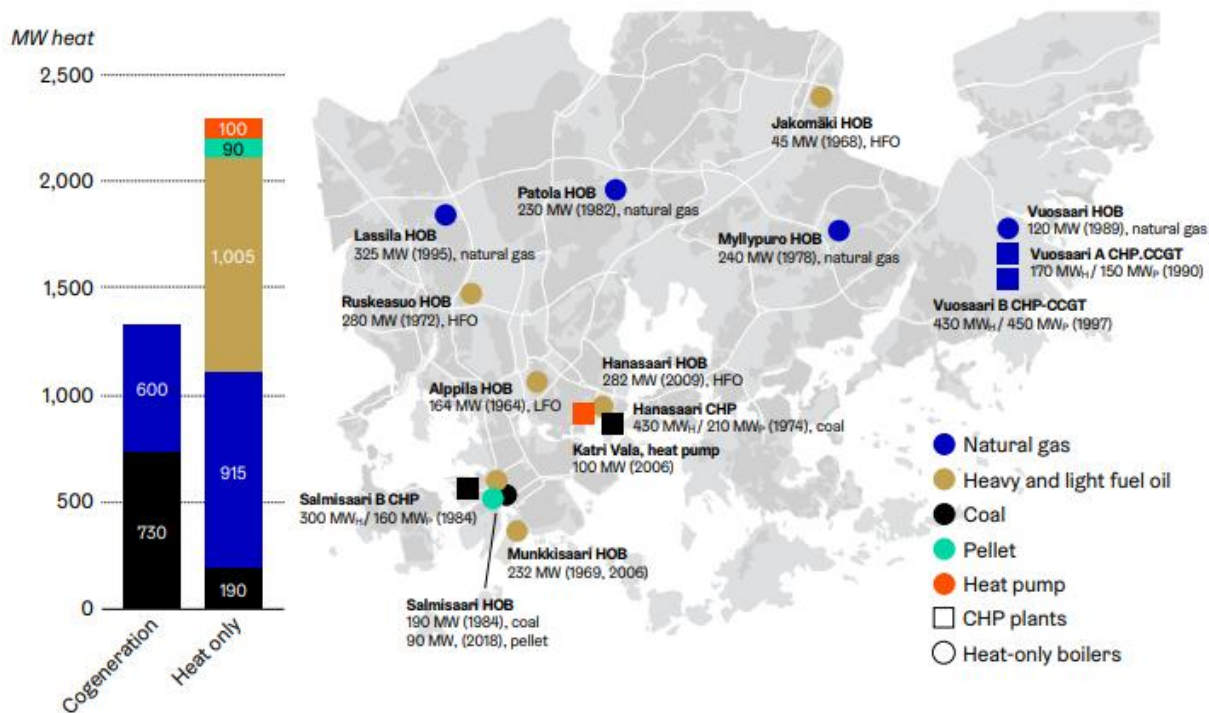 MW heat
2,500
2,000
1,500
1,000
500
0
100
90
1,005
915
190
600
730
Cogeneration
Heat only
Jakomäki HOB
45 MW (1968), HFO
Patola HOB
230 MW (1982), natural gas
Lassila HOB
325 MW (1995), natural gas
Myllypuro HOB
240 MW (1978), natural gas
Vuosaari HOB
120 MW (1989), natural gas
Vuosaari A CHP.CCGT
170 MWH/ 150 MWP (1990)
Vuosaari B CHP-CCGT
430 MWH/ 450 MWP (1997)
Ruskeasuo HOB
280 MW (1972), HFO
Hanasaari HOB
282 MW (2009), HFO
Alppila HOB
164 MW (1964), LFO
Hanasaari CHP
430 MWH/ 210 MWP (1974), coal
Katri Vala, heat pump
100 MW (2006)
Salmisaari B CHP
300 MWH/ 160 MWP (1984)
Munkkisaari HOB
232 MW (1969, 2006)
Salmisaari HOB
190 MW (1984), coal
90 MW, (2018), pellet
Natural gas
Heavy and light fuel oil
Coal
Pellet
Heat pump
CHP plants
Heat-only boilers